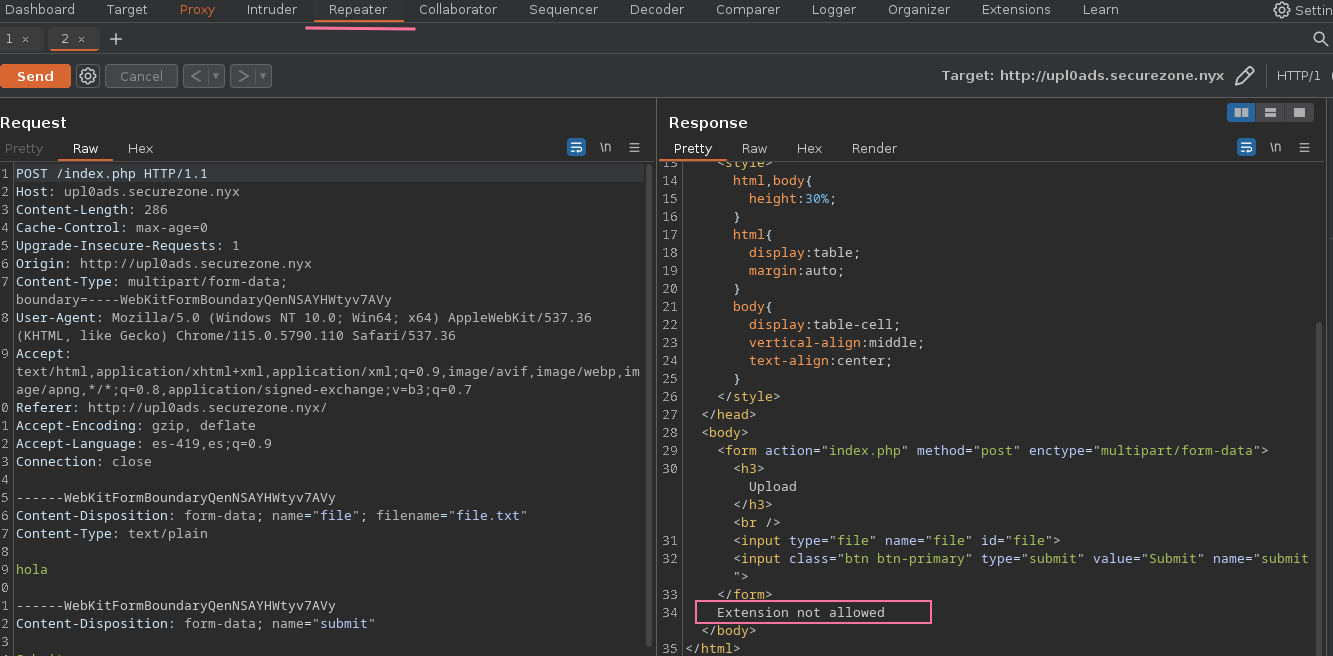 Dashboard Target Proxy Intruder Repeater Collaborator Sequencer Decoder Comparer Logger Organizer Extensions Learn Settin
1 × 2 × +
Send Cancel < > Target: http://upl0ads.securezone.nyx HTTP/1
Request
Pretty Raw Hex \n
1 POST /index.php HTTP/1.1
2 Host: upl0ads.securezone.nyx
3 Content-Length: 286
4 Cache-Control: max-age=0
5 Upgrade-Insecure-Requests: 1
6 Origin: http://upl0ads.securezone.nyx
7 Content-Type: multipart/form-data;
boundary=----WebKitFormBoundaryQenNSAYHWtyv7AVy
8 User-Agent: Mozilla/5.0 (Windows NT 10.0; Win64; x64) AppleWebKit/537.36
(KHTML, like Gecko) Chrome/115.0.5790.110 Safari/537.36
9 Accept:
text/html,application/xhtml+xml,application/xml;q=0.9,image/avif,image/webp,im
age/apng,*/*;q=0.8,application/signed-exchange;v=b3;q=0.7
0 Referer: http://upl0ads.securezone.nyx/
1 Accept-Encoding: gzip, deflate
2 Accept-Language: es-419,es;q=0.9
3 Connection: close
4
5 ------WebKitFormBoundaryQenNSAYHWtyv7AVy
6 Content-Disposition: form-data; name="file"; filename="file.txt"
7 Content-Type: text/plain
8
9 hola
0
1 ------WebKitFormBoundaryQenNSAYHWtyv7AVy
2 Content-Disposition: form-data; name="submit"
3
Response
Pretty Raw Hex Render \n
13 <style>
14 html,body{
15 height:30%;
16 }
17 html{
18 display:table;
19 margin:auto;
20 }
21 body{
22 display:table-cell;
23 vertical-align:middle;
24 text-align:center;
25 }
26 </style>
27 </head>
28 <body>
29 <form action="index.php" method="post" enctype="multipart/form-data">
30 <h3>
Upload
</h3>
<br />
31 <input type="file" name="file" id="file">
32 <input class="btn btn-primary" type="submit" value="Submit" name="submit
">
33 </form>
34 Extension not allowed
</body>
35 </html>